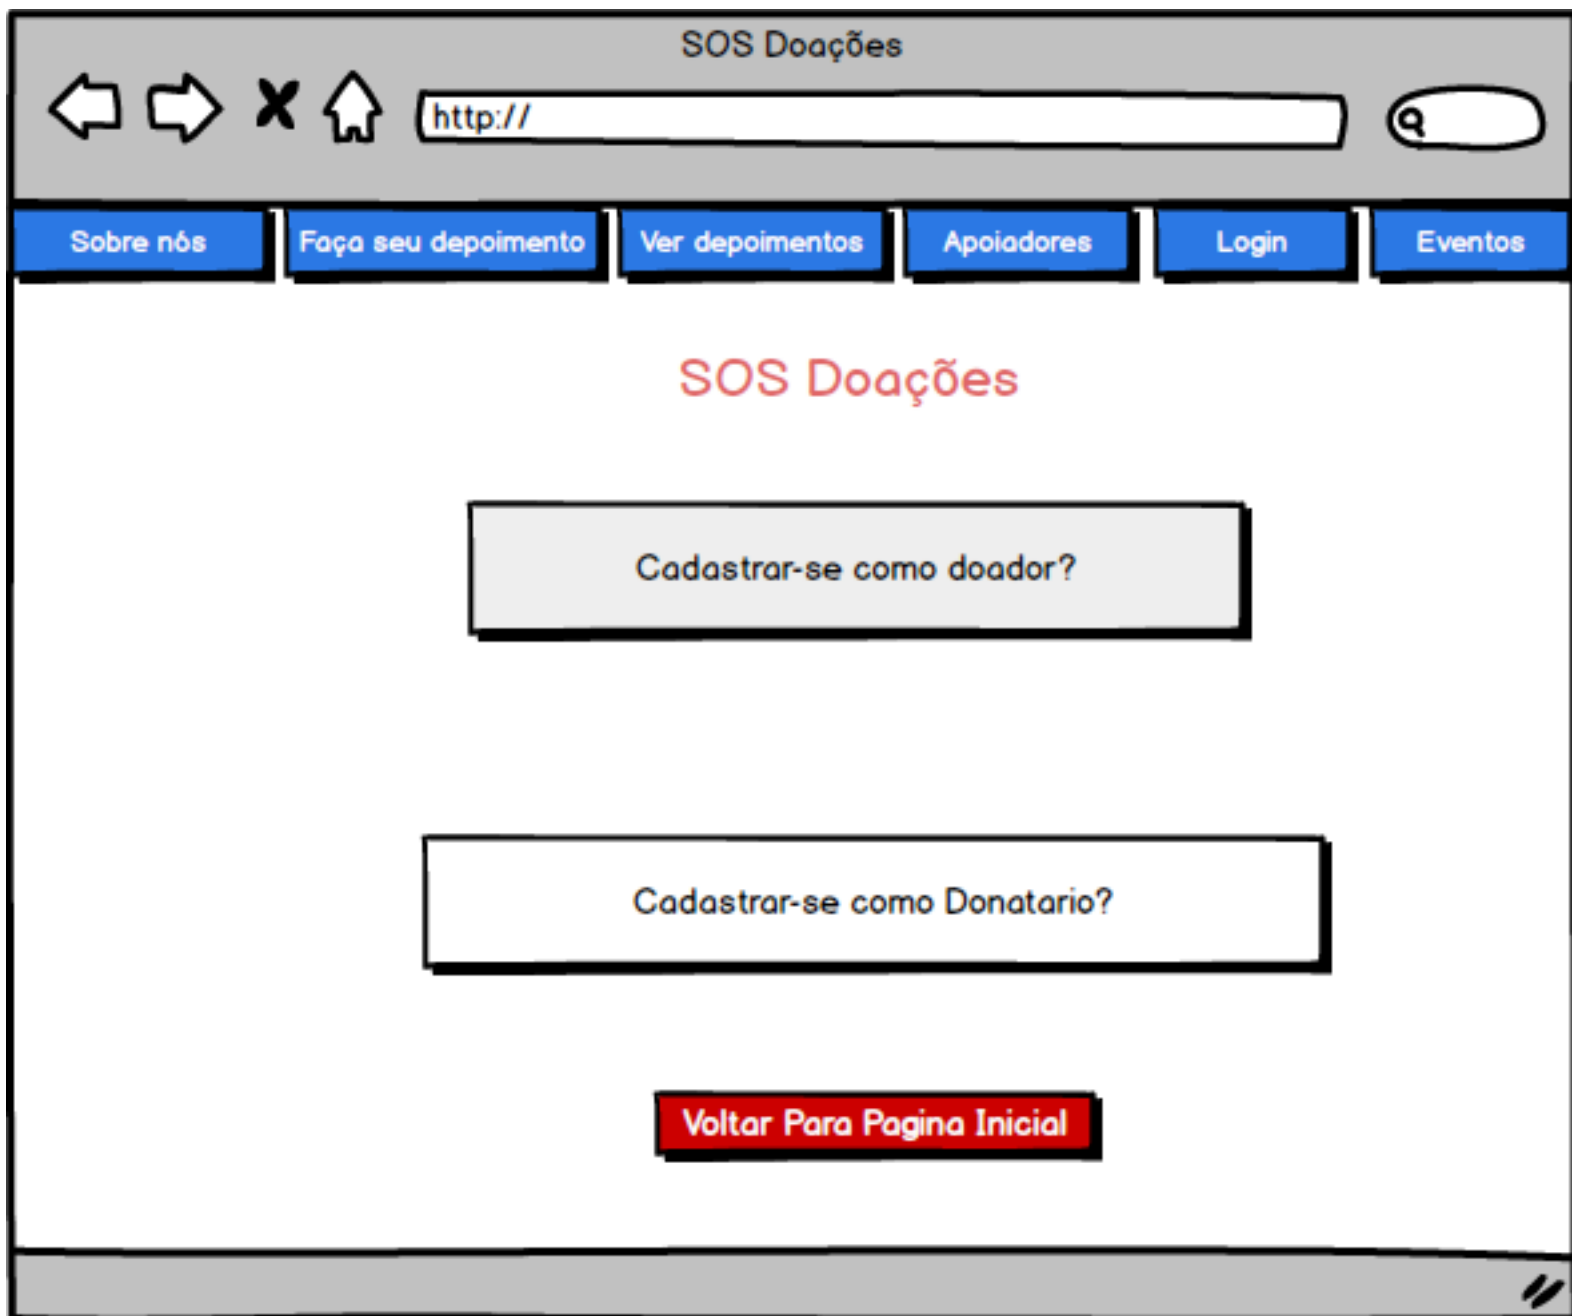 SOS Doações
http://
Sobre nós
Faça seu depoimento
Ver depoimentos
Apoiadores
Login
Eventos
SOS Doações
Cadastrar-se como doador?
Cadastrar-se como Donatario?
Voltar Para Pagina Inicial